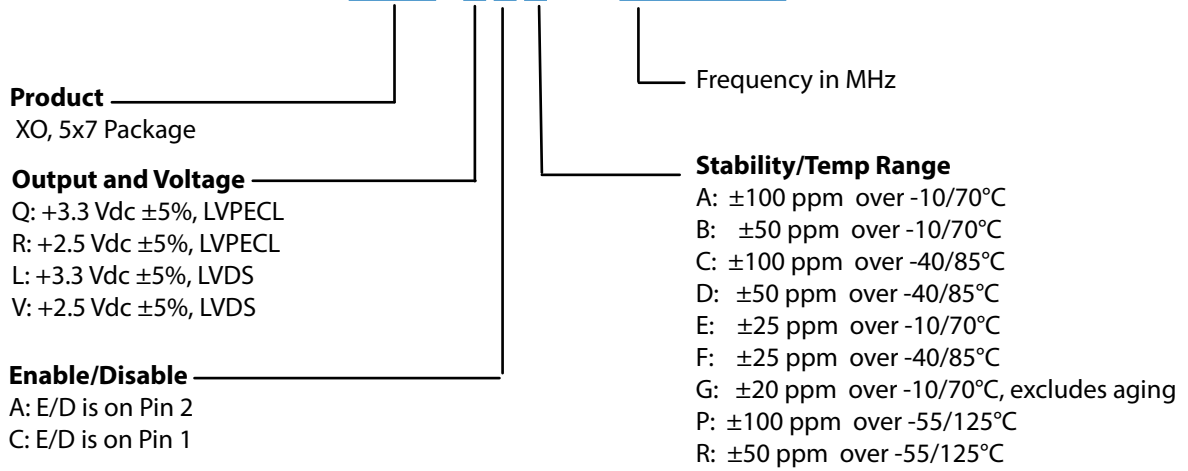 Product
XO, 5x7 Package
Output and Voltage
Q: +3.3 Vdc ±5%, LVPECL
R: +2.5 Vdc ±5%, LVPECL
L: +3.3 Vdc ±5%, LVDS
V: +2.5 Vdc ±5%, LVDS
Enable/Disable
A: E/D is on Pin 2
C: E/D is on Pin 1
Frequency in MHz
Stability/Temp Range
A: ±100 ppm over -10/70°C
B: ±50 ppm over -10/70°C
C: ±100 ppm over -40/85°C
D: ±50 ppm over -40/85°C
E: ±25 ppm over -10/70°C
F: ±25 ppm over -40/85°C
G: ±20 ppm over -10/70°C, excludes aging
P: ±100 ppm over -55/125°C
R: ±50 ppm over -55/125°C